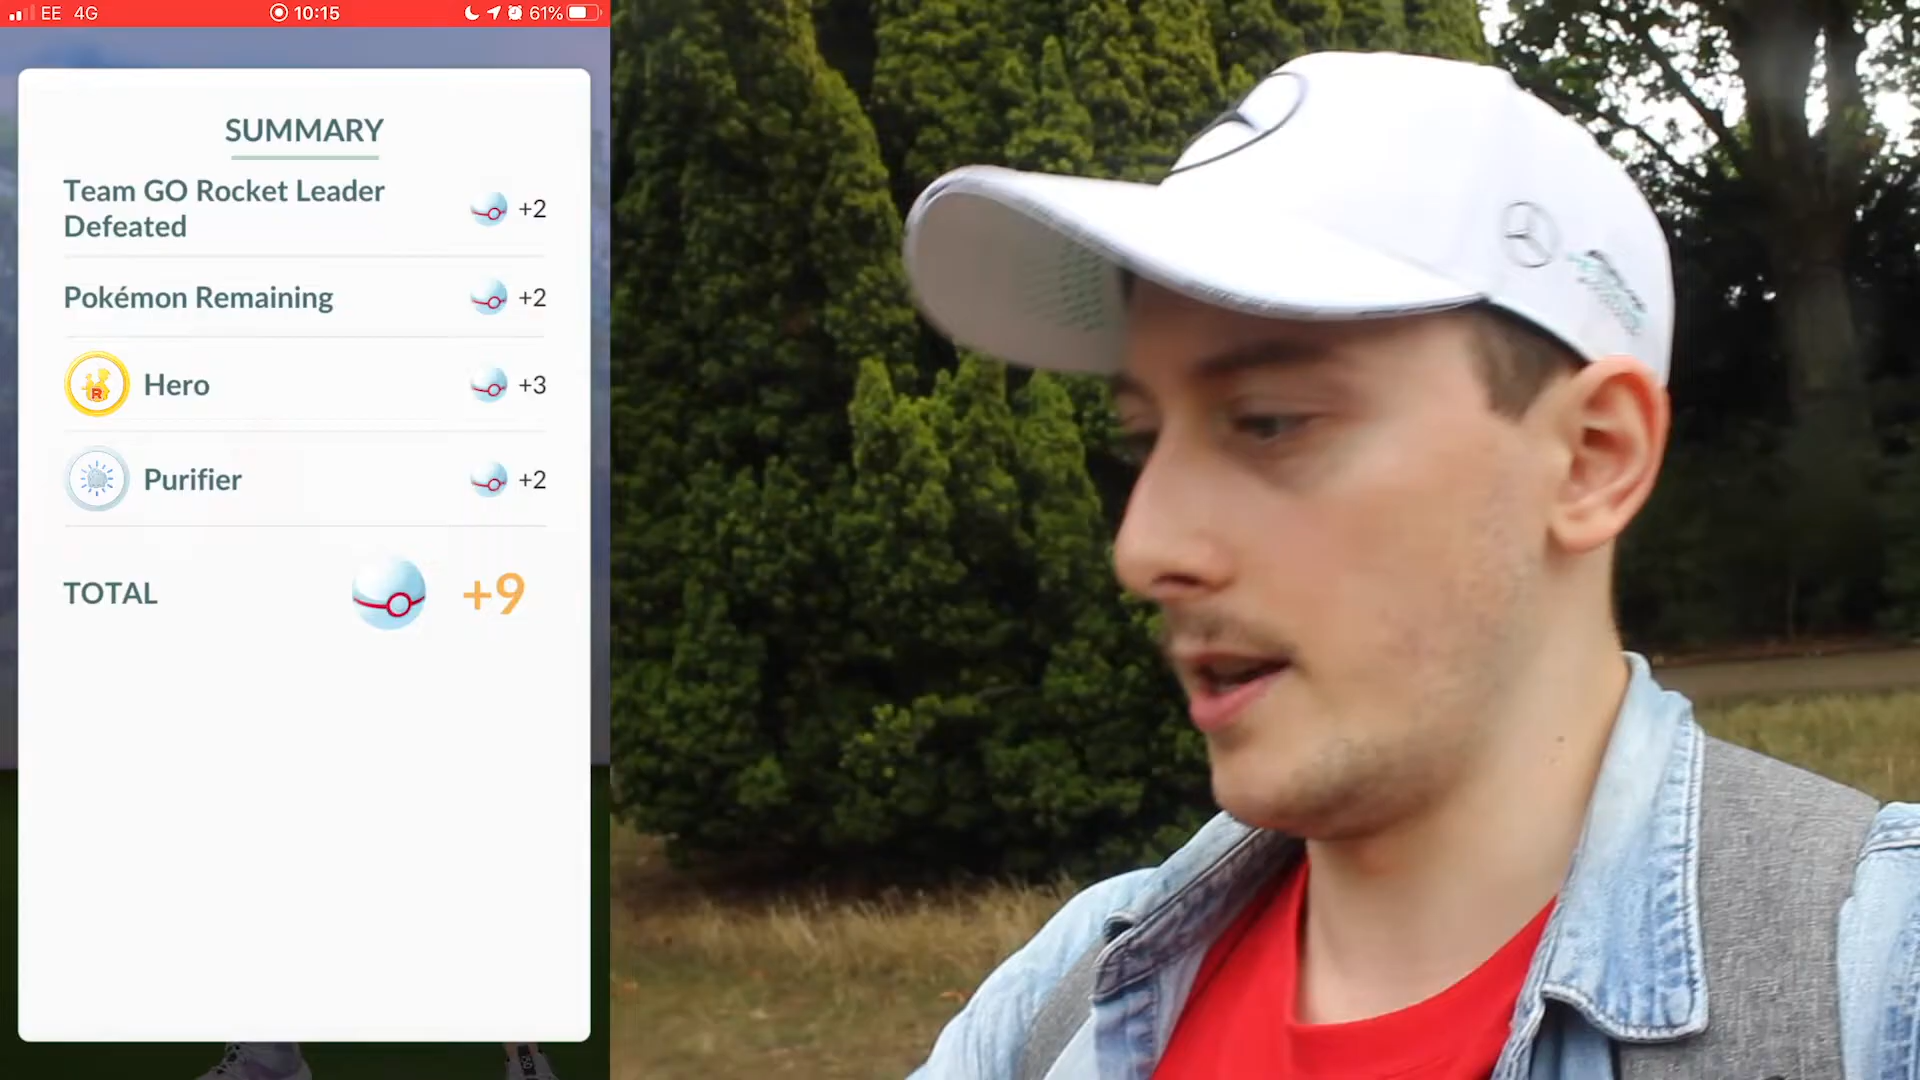 EE 4G 10:15 61%
SUMMARY
Team GO Rocket Leader
Defeated +2
Pokémon Remaining +2
R
Hero +3
Purifier +2
TOTAL +9